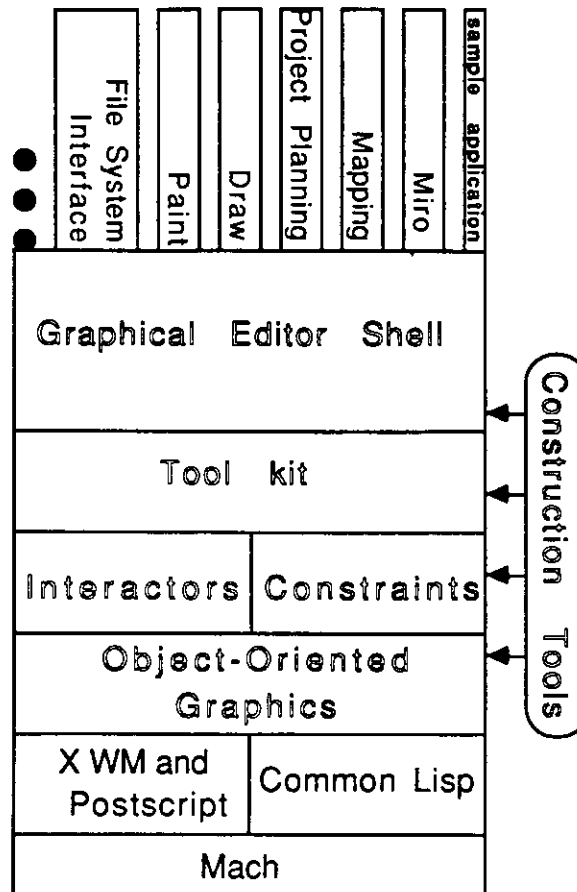 File System
Interface
Paint
Draw
Project Planning
Mapping
Miro
sample application
Graphical Editor Shell
Tool kit
Interactors
Constraints
Object-Oriented
Graphics
X WM and
Postscript
Common Lisp
Mach
Construction Tools